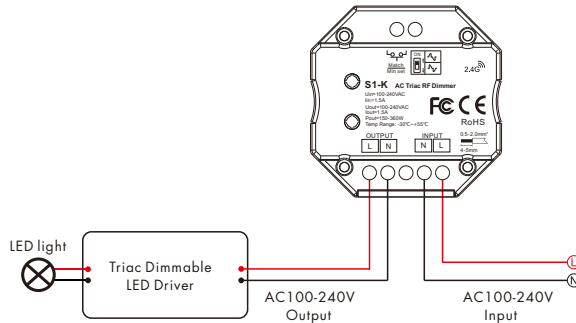 ON
Match
Min set
2.4G
S1-K AC Triac RF Dimmer
Uin=100-240VAC
Iin=1.5A
Uout=100-240VAC
Iout=1.5A
Pout=150-360W
Temp Range: -30°C~+55°C
FC CE
RoHS
OUTPUT
INPUT
L N
N L
0.5-2.0mm²
4-5mm
LED light
Triac Dimmable
LED Driver
AC100-240V
Output
AC100-240V
Input
L
N